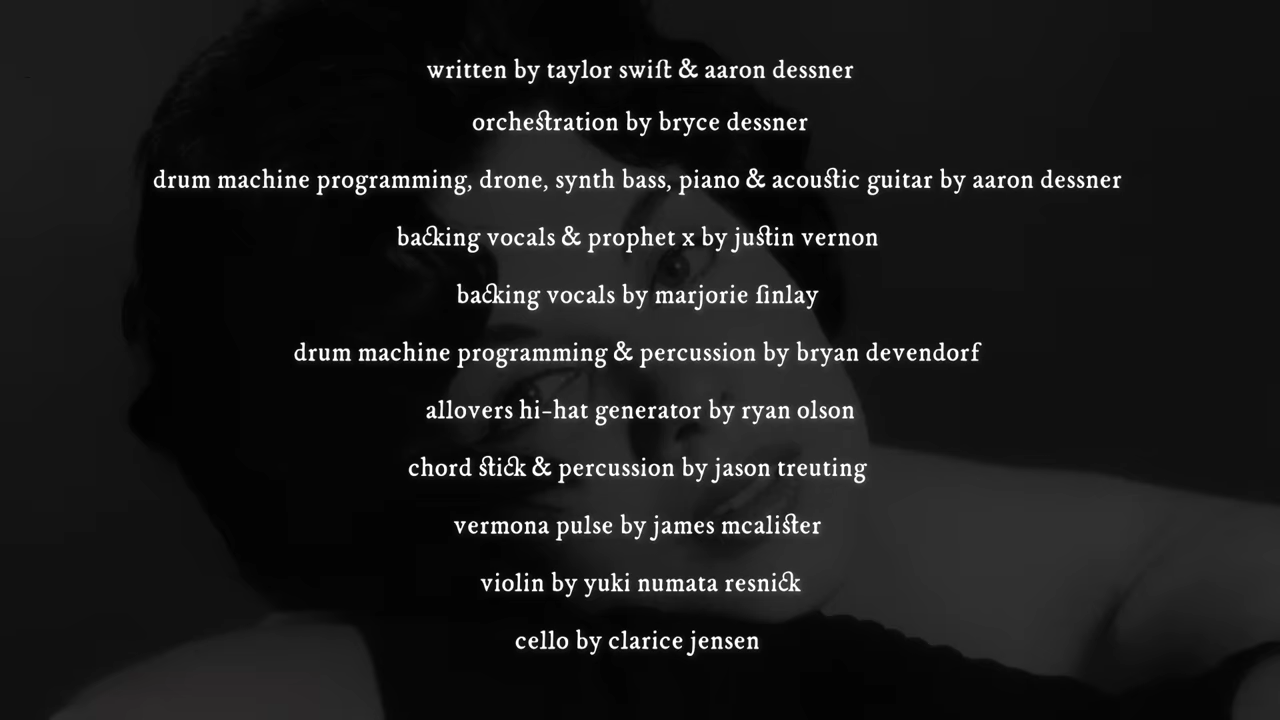 written by taylor swift & aaron dessner
orchestration by bryce dessner
drum machine programming, drone, synth bass, piano & acoustic guitar by aaron dessner
backing vocals & prophet x by justin vernon
backing vocals by marjorie finlay
drum machine programming & percussion by bryan devendorf
allovers hi-hat generator by ryan olson
chord stick & percussion by jason treuting
vermona pulse by james mcalister
violin by yuki numata resnick
cello by clarice jensen